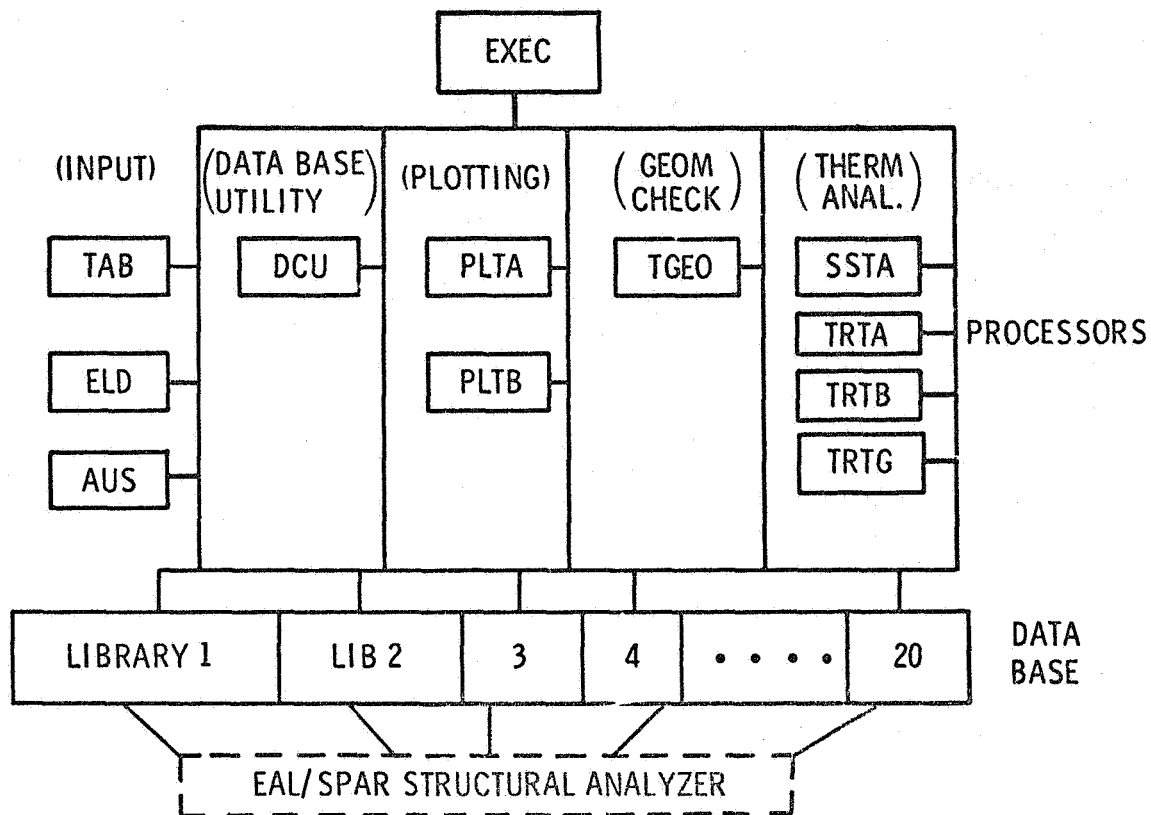 EXEC
(INPUT)
(DATA BASE
UTILITY)
(PLOTTING)
(GEOM
CHECK)
(THERM
ANAL.)
TAB
DCU
PLTA
TGEO
SSTA
TRTA
PROCESSORS
ELD
PLTB
TRTB
AUS
TRTG
LIBRARY 1
LIB 2
3
4
• • • •
20
DATA
BASE
EAL/SPAR STRUCTURAL ANALYZER